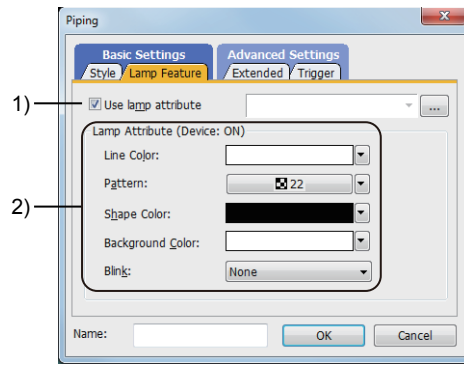 Piping
Basic Settings Advanced Settings
Style Lamp Feature Extended Trigger
1) Use lamp attribute ...
Lamp Attribute (Device: ON)
Line Color:
Pattern: 22
2) Shape Color:
Background Color:
Blink: None
Name: OK Cancel